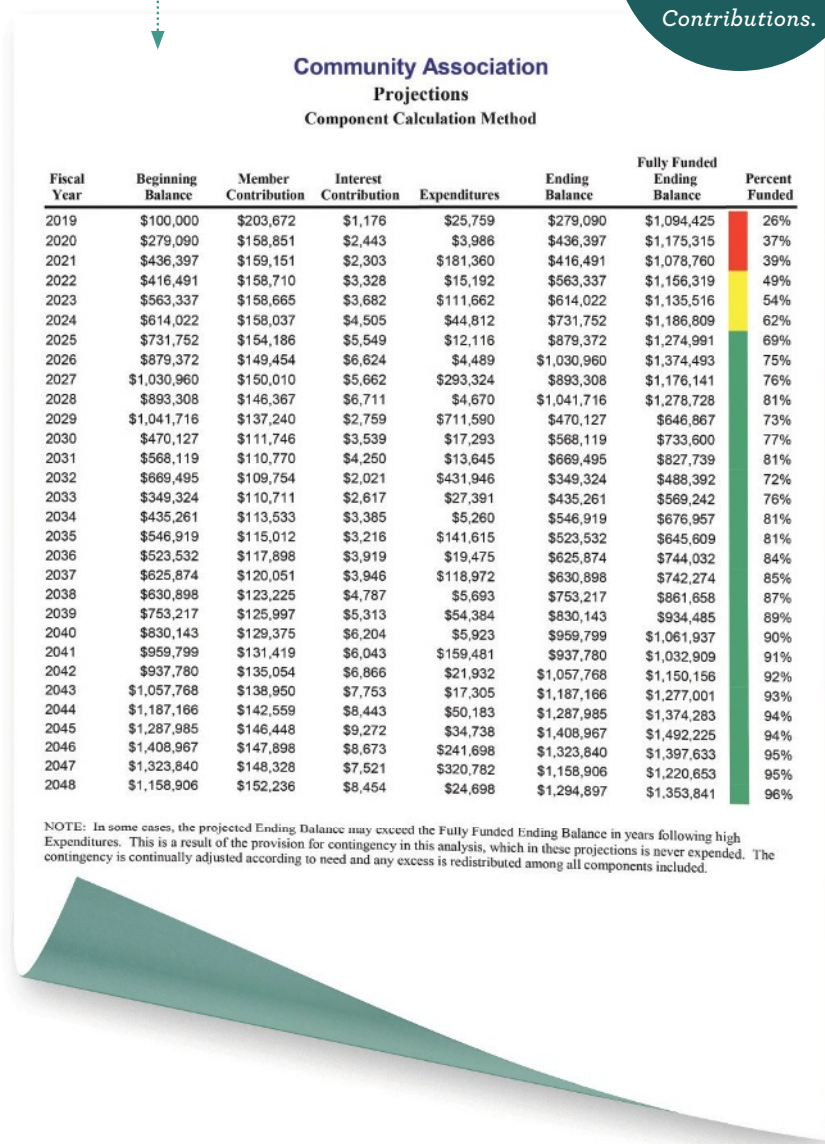 Contributions.
Community Association
Projections
Component Calculation Method
Fiscal Year Beginning Balance Member Contribution Interest Contribution Expenditures Ending Balance Fully Funded Ending Balance Percent Funded
2019 $100,000 $203,672 $1,176 $25,759 $279,090 $1,094,425 26%
2020 $279,090 $158,851 $2,443 $3,986 $436,397 $1,175,315 37%
2021 $436,397 $159,151 $2,303 $181,360 $416,491 $1,078,760 39%
2022 $416,491 $158,710 $3,328 $15,192 $563,337 $1,156,319 49%
2023 $563,337 $158,665 $3,682 $111,662 $614,022 $1,135,516 54%
2024 $614,022 $158,037 $4,505 $44,812 $731,752 $1,186,809 62%
2025 $731,752 $154,186 $5,549 $12,116 $879,372 $1,274,991 69%
2026 $879,372 $149,454 $6,624 $4,489 $1,030,960 $1,374,493 75%
2027 $1,030,960 $150,010 $5,662 $293,324 $893,308 $1,176,141 76%
2028 $893,308 $146,367 $6,711 $4,670 $1,041,716 $1,278,728 81%
2029 $1,041,716 $137,240 $2,759 $711,590 $470,127 $646,867 73%
2030 $470,127 $111,746 $3,539 $17,293 $568,119 $733,600 77%
2031 $568,119 $110,770 $4,250 $13,645 $669,495 $827,739 81%
2032 $669,495 $109,754 $2,021 $431,946 $349,324 $488,392 72%
2033 $349,324 $110,711 $2,617 $27,391 $435,261 $569,242 76%
2034 $435,261 $113,533 $3,385 $5,260 $546,919 $676,957 81%
2035 $546,919 $115,012 $3,216 $141,615 $523,532 $645,609 81%
2036 $523,532 $117,898 $3,919 $19,475 $625,874 $744,032 84%
2037 $625,874 $120,051 $3,946 $118,972 $630,898 $742,274 85%
2038 $630,898 $123,225 $4,787 $5,693 $753,217 $861,658 87%
2039 $753,217 $125,997 $5,313 $54,384 $830,143 $934,485 89%
2040 $830,143 $129,375 $6,204 $5,923 $959,799 $1,061,937 90%
2041 $959,799 $131,419 $6,043 $159,481 $937,780 $1,032,909 91%
2042 $937,780 $135,054 $6,866 $21,932 $1,057,768 $1,150,156 92%
2043 $1,057,768 $138,950 $7,753 $17,305 $1,187,166 $1,277,001 93%
2044 $1,187,166 $142,559 $8,443 $50,183 $1,287,985 $1,374,283 94%
2045 $1,287,985 $146,448 $9,272 $34,738 $1,408,967 $1,492,225 94%
2046 $1,408,967 $147,898 $8,673 $241,698 $1,323,840 $1,397,633 95%
2047 $1,323,840 $148,328 $7,521 $320,782 $1,158,906 $1,220,653 95%
2048 $1,158,906 $152,236 $8,454 $24,698 $1,294,897 $1,353,841 96%
NOTE: In some cases, the projected Ending Balance may exceed the Fully Funded Ending Balance in years following high
Expenditures. This is a result of the provision for contingency in this analysis, which in these projections is never expended. The
contingency is continually adjusted according to need and any excess is redistributed among all components included.